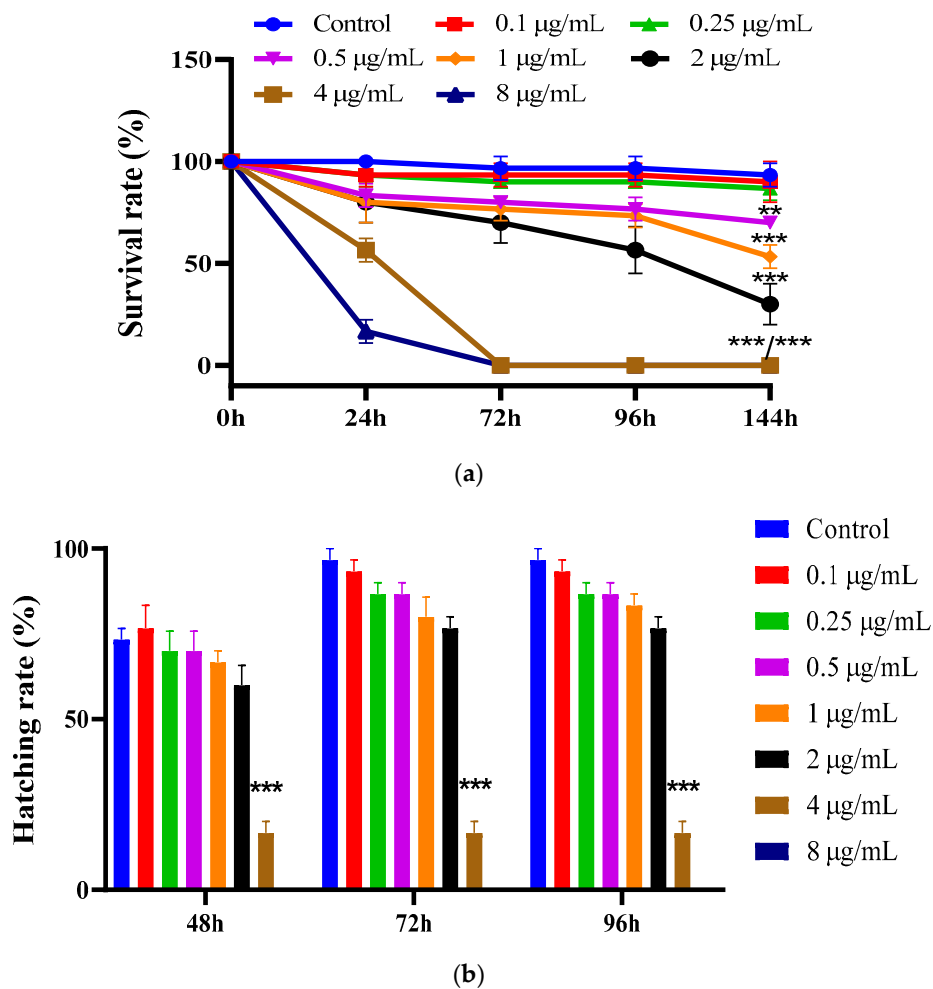 Control 0.1 µg/mL 0.25 µg/mL
0.5 µg/mL 1 µg/mL 2 µg/mL
4 µg/mL 8 µg/mL
Survival rate (%)
150
100
50
0
**
***
***
***/***
0h 24h 72h 96h 144h
(a)
Hatching rate (%)
100
50
0
*** *** ***
48h 72h 96h
Control
0.1 µg/mL
0.25 µg/mL
0.5 µg/mL
1 µg/mL
2 µg/mL
4 µg/mL
8 µg/mL
(b)